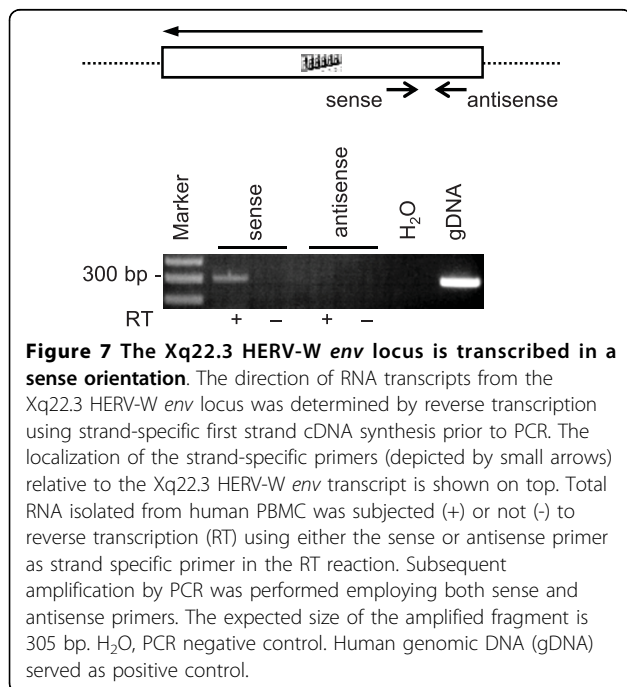 sense
antisense
Marker
sense
antisense
H₂O
gDNA
300 bp -
RT + – + –
Figure 7 The Xq22.3 HERV-W env locus is transcribed in a
sense orientation. The direction of RNA transcripts from the
Xq22.3 HERV-W env locus was determined by reverse transcription
using strand-specific first strand cDNA synthesis prior to PCR. The
localization of the strand-specific primers (depicted by small arrows)
relative to the Xq22.3 HERV-W env transcript is shown on top. Total
RNA isolated from human PBMC was subjected (+) or not (-) to
reverse transcription (RT) using either the sense or antisense primer
as strand specific primer in the RT reaction. Subsequent
amplification by PCR was performed employing both sense and
antisense primers. The expected size of the amplified fragment is
305 bp. H₂O, PCR negative control. Human genomic DNA (gDNA)
served as positive control.